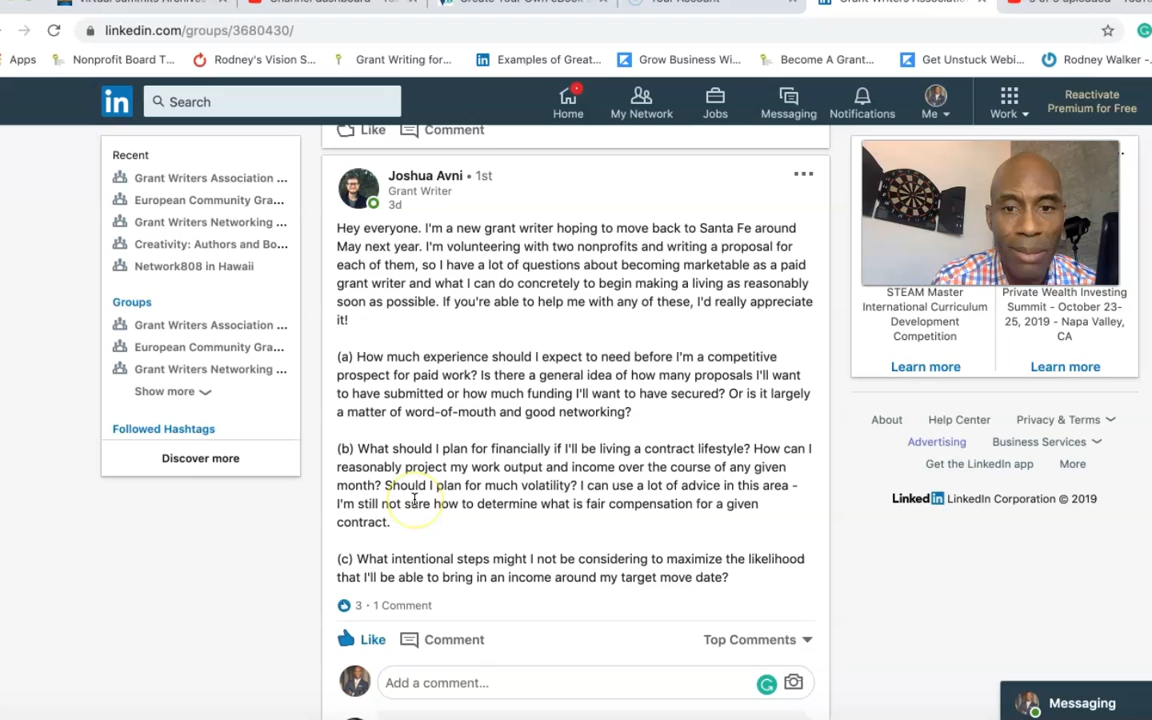 Create Your Own eBook
Your Account
Grant Writers Associatio
linkedin.com/groups/3680430/
Apps
Nonprofit Board T...
Rodney's Vision S...
Grant Writing for...
Examples of Great...
Grow Business Wi...
Become A Grant...
Get Unstuck Webi...
Rodney Walker -
in
Search
Home
My Network
Jobs
Messaging
Notifications
Me
Work
Reactivate
Premium for Free
Recent
Grant Writers Association ...
European Community Gra...
Grant Writers Networking ...
Creativity: Authors and Bo...
Network808 in Hawaii
Groups
Grant Writers Association ...
European Community Gra...
Grant Writers Networking ...
Show more
Followed Hashtags
Discover more
Like
Comment
Joshua Avni • 1st
Grant Writer
3d
Hey everyone. I'm a new grant writer hoping to move back to Santa Fe around
May next year. I'm volunteering with two nonprofits and writing a proposal for
each of them, so I have a lot of questions about becoming marketable as a paid
grant writer and what I can do concretely to begin making a living as reasonably
soon as possible. If you're able to help me with any of these, I'd really appreciate
it!
(a) How much experience should I expect to need before I'm a competitive
prospect for paid work? Is there a general idea of how many proposals I'll want
to have submitted or how much funding I'll want to have secured? Or is it largely
a matter of word-of-mouth and good networking?
(b) What should I plan for financially if I'll be living a contract lifestyle? How can I
reasonably project my work output and income over the course of any given
month? Should I plan for much volatility? I can use a lot of advice in this area -
I'm still not sure how to determine what is fair compensation for a given
contract.
(c) What intentional steps might I not be considering to maximize the likelihood
that I'll be able to bring in an income around my target move date?
3 · 1 Comment
Like
Comment
Top Comments
Add a comment...
STEAM Master
International Curriculum
Development
Competition
Learn more
Private Wealth Investing
Summit - October 23-
25, 2019 - Napa Valley,
CA
Learn more
About
Help Center
Privacy & Terms
Advertising
Business Services
Get the LinkedIn app
More
LinkedIn LinkedIn Corporation © 2019
Messaging